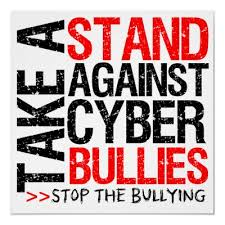 TAKE A
STAND
AGAINST
CYBER
BULLIES
>>STOP THE BULLYING